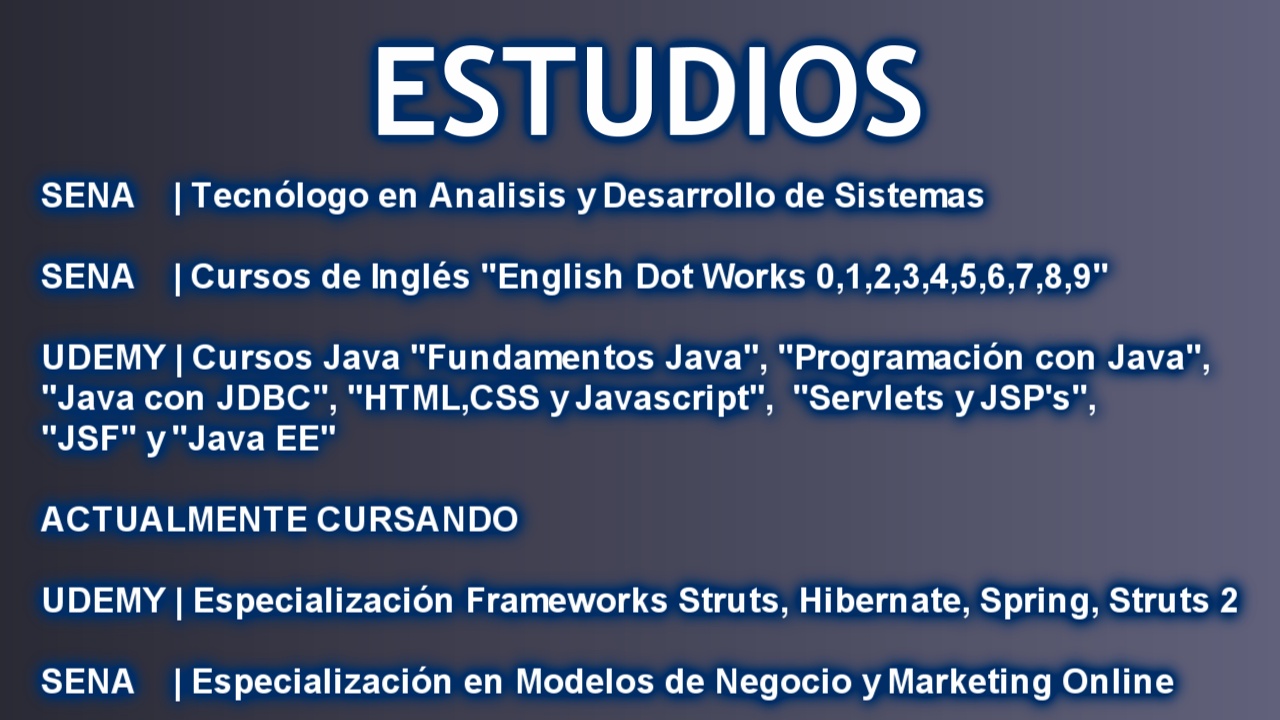 ESTUDIOS
SENA | Tecnólogo en Analisis y Desarrollo de Sistemas
SENA | Cursos de Inglés "English Dot Works 0,1,2,3,4,5,6,7,8,9"
UDEMY | Cursos Java "Fundamentos Java", "Programación con Java",
"Java con JDBC", "HTML,CSS y Javascript", "Servlets y JSP's",
"JSF" y "Java EE"
ACTUALMENTE CURSANDO
UDEMY | Especialización Frameworks Struts, Hibernate, Spring, Struts 2
SENA | Especialización en Modelos de Negocio y Marketing Online